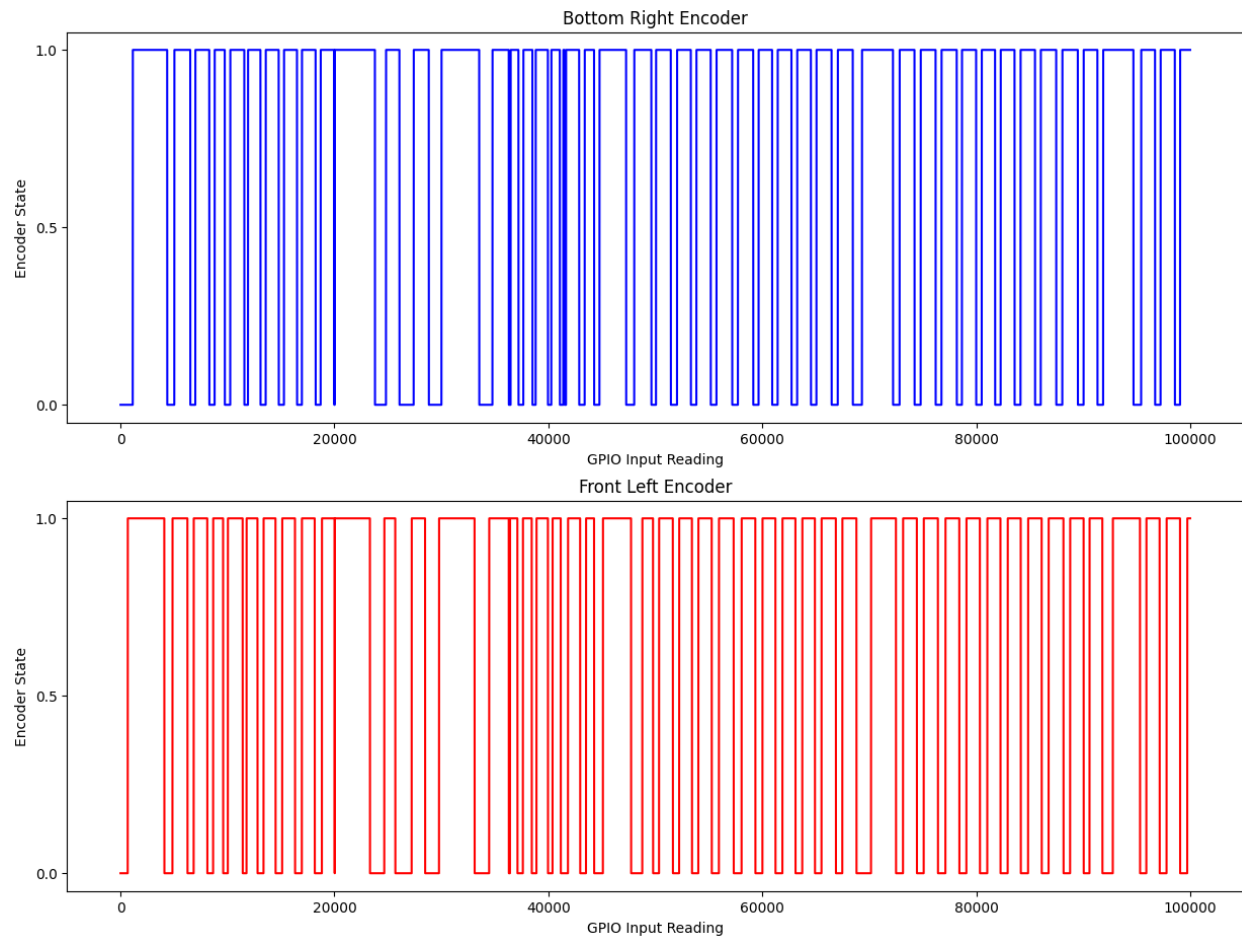 Bottom Right Encoder
1.0
0.5
0.0
Encoder State
0 20000 40000 60000 80000 100000
GPIO Input Reading
Front Left Encoder
1.0
0.5
0.0
Encoder State
0 20000 40000 60000 80000 100000
GPIO Input Reading